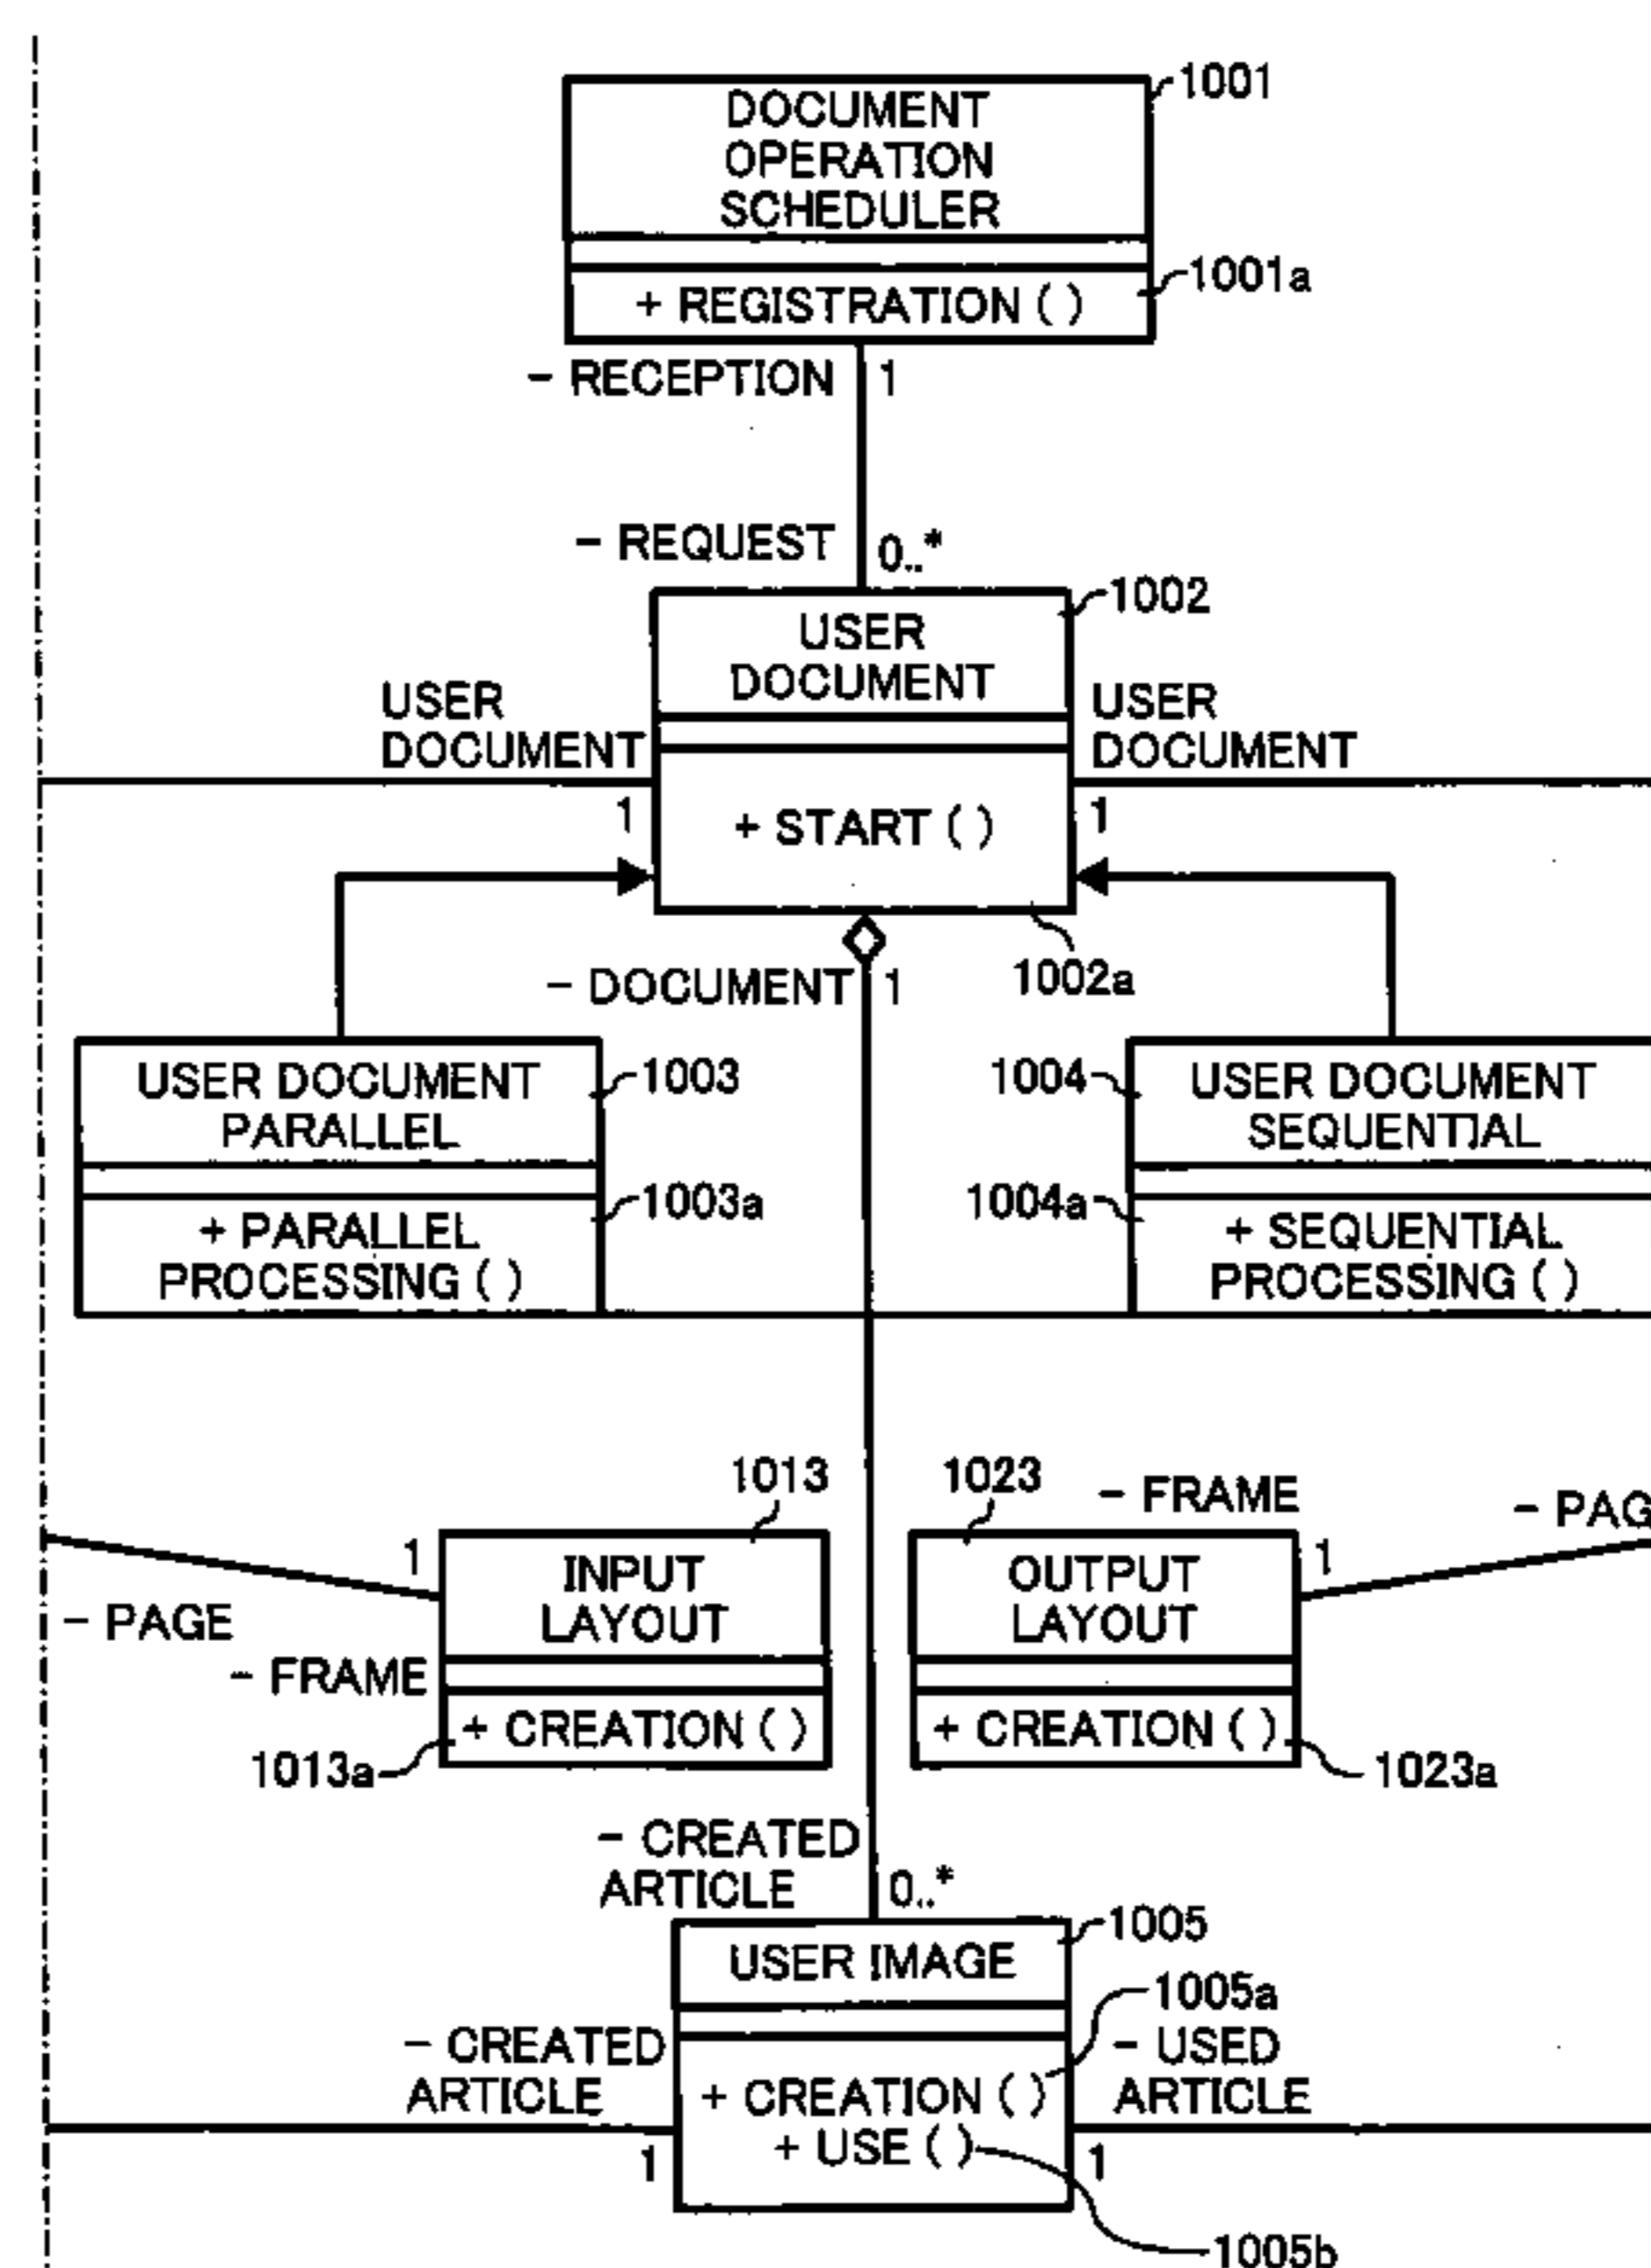 1001
DOCUMENT
OPERATION
SCHEDULER
1001a
+ REGISTRATION ( )
- RECEPTION
1
- REQUEST
0..*
1002
USER
DOCUMENT
USER
DOCUMENT
USER
DOCUMENT
1
+ START ( )
1
1002a
- DOCUMENT
1
USER DOCUMENT
PARALLEL
1003
1003a
+ PARALLEL
PROCESSING ( )
1004
USER DOCUMENT
SEQUENTIAL
1004a
+ SEQUENTIAL
PROCESSING ( )
1013
1023
- FRAME
- PAG
1
INPUT
LAYOUT
OUTPUT
LAYOUT
1
- PAGE
- FRAME
+ CREATION ( )
+ CREATION ( )
1013a
1023a
- CREATED
ARTICLE
0..*
1005
USER IMAGE
1005a
- CREATED
ARTICLE
- USED
ARTICLE
+ CREATION ( )
+ USE ( )
1
1
1005b